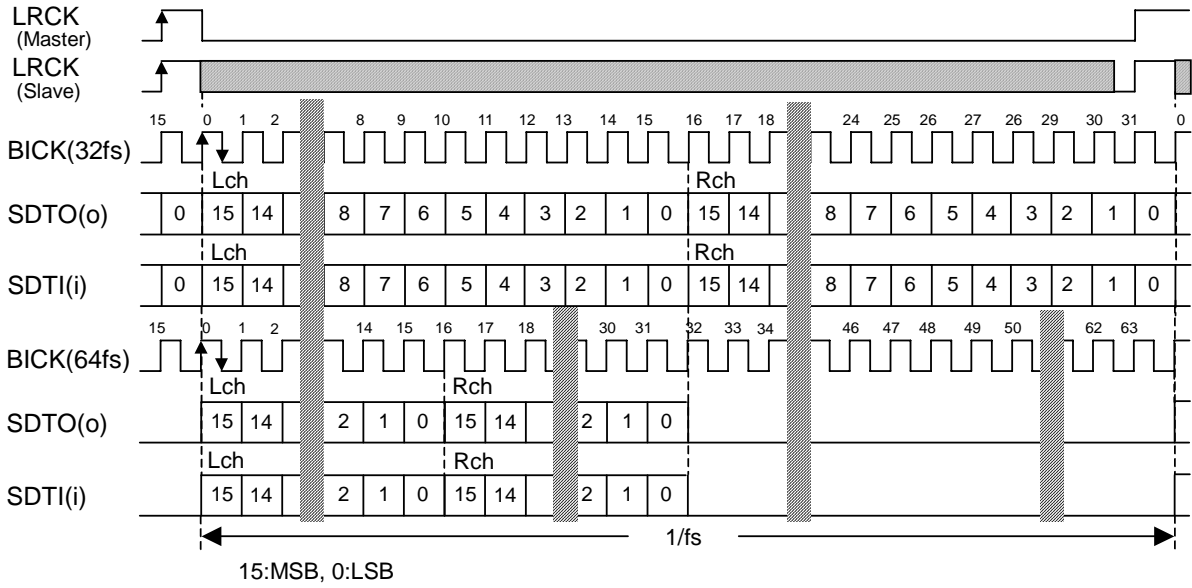 LRCK
(Master)
LRCK
(Slave)
15 0 1 2 8 9 10 11 12 13 14 15 16 17 18 24 25 26 27 26 29 30 31 0
BICK(32fs)
Lch Rch
SDTO(o) 0 15 14 8 7 6 5 4 3 2 1 0 15 14 8 7 6 5 4 3 2 1 0
Lch Rch
SDTI(i) 0 15 14 8 7 6 5 4 3 2 1 0 15 14 8 7 6 5 4 3 2 1 0
15 0 1 2 14 15 16 17 18 30 31 32 33 34 46 47 48 49 50 62 63
BICK(64fs)
Lch Rch
SDTO(o) 15 14 2 1 0 15 14 2 1 0
Lch Rch
SDTI(i) 15 14 2 1 0 15 14 2 1 0
1/fs
15:MSB, 0:LSB